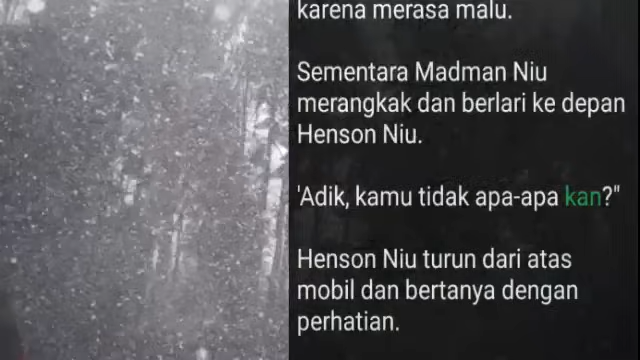 karena merasa malu.
Sementara Madman Niu
merangkak dan berlari ke depan
Henson Niu.
'Adik, kamu tidak apa-apa kan?"
Henson Niu turun dari atas
mobil dan bertanya dengan
perhatian.